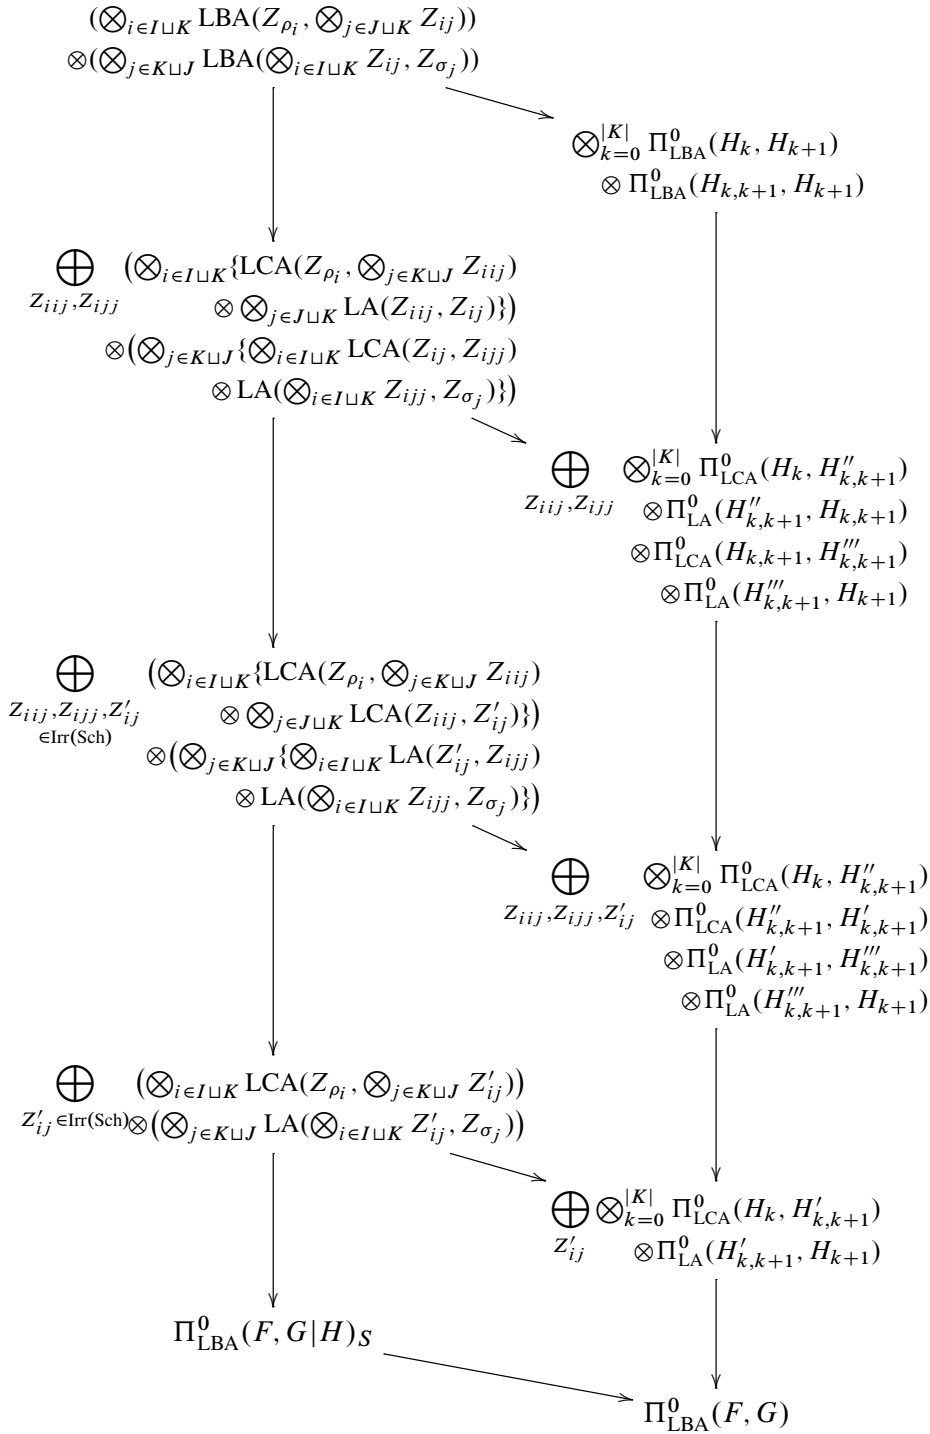 (⊗_{i∈I⊔K} LBA(Z_{ρ_i}, ⊗_{j∈J⊔K} Z_{ij}))
⊗(⊗_{j∈K⊔J} LBA(⊗_{i∈I⊔K} Z_{ij}, Z_{σ_j}))
⊗_{k=0}^{|K|} Π^0_{LBA}(H_k, H_{k+1})
⊗ Π^0_{LBA}(H_{k,k+1}, H_{k+1})
⊕_{Z_{iij}, Z_{ijj}} (⊗_{i∈I⊔K}{LCA(Z_{ρ_i}, ⊗_{j∈K⊔J} Z_{iij})
⊗ ⊗_{j∈J⊔K} LA(Z_{iij}, Z_{ij})})
⊗(⊗_{j∈K⊔J}{⊗_{i∈I⊔K} LCA(Z_{ij}, Z_{ijj})
⊗ LA(⊗_{i∈I⊔K} Z_{ijj}, Z_{σ_j})})
⊕_{Z_{iij}, Z_{ijj}} ⊗_{k=0}^{|K|} Π^0_{LCA}(H_k, H''_{k,k+1})
⊗Π^0_{LA}(H''_{k,k+1}, H_{k,k+1})
⊗Π^0_{LCA}(H_{k,k+1}, H'''_{k,k+1})
⊗Π^0_{LA}(H'''_{k,k+1}, H_{k+1})
⊕_{Z_{iij}, Z_{ijj}, Z'_{ij} ∈Irr(Sch)} (⊗_{i∈I⊔K}{LCA(Z_{ρ_i}, ⊗_{j∈K⊔J} Z_{iij})
⊗ ⊗_{j∈J⊔K} LCA(Z_{iij}, Z'_{ij})})
⊗(⊗_{j∈K⊔J}{⊗_{i∈I⊔K} LA(Z'_{ij}, Z_{ijj})
⊗ LA(⊗_{i∈I⊔K} Z_{ijj}, Z_{σ_j})})
⊕_{Z_{iij}, Z_{ijj}, Z'_{ij}} ⊗_{k=0}^{|K|} Π^0_{LCA}(H_k, H''_{k,k+1})
⊗Π^0_{LCA}(H''_{k,k+1}, H'_{k,k+1})
⊗Π^0_{LA}(H'_{k,k+1}, H'''_{k,k+1})
⊗Π^0_{LA}(H'''_{k,k+1}, H_{k+1})
⊕_{Z'_{ij}∈Irr(Sch)} (⊗_{i∈I⊔K} LCA(Z_{ρ_i}, ⊗_{j∈K⊔J} Z'_{ij}))
⊗(⊗_{j∈K⊔J} LA(⊗_{i∈I⊔K} Z'_{ij}, Z_{σ_j}))
⊕_{Z'_{ij}} ⊗_{k=0}^{|K|} Π^0_{LCA}(H_k, H'_{k,k+1})
⊗Π^0_{LA}(H'_{k,k+1}, H_{k+1})
Π^0_{LBA}(F, G|H)_S
Π^0_{LBA}(F, G)